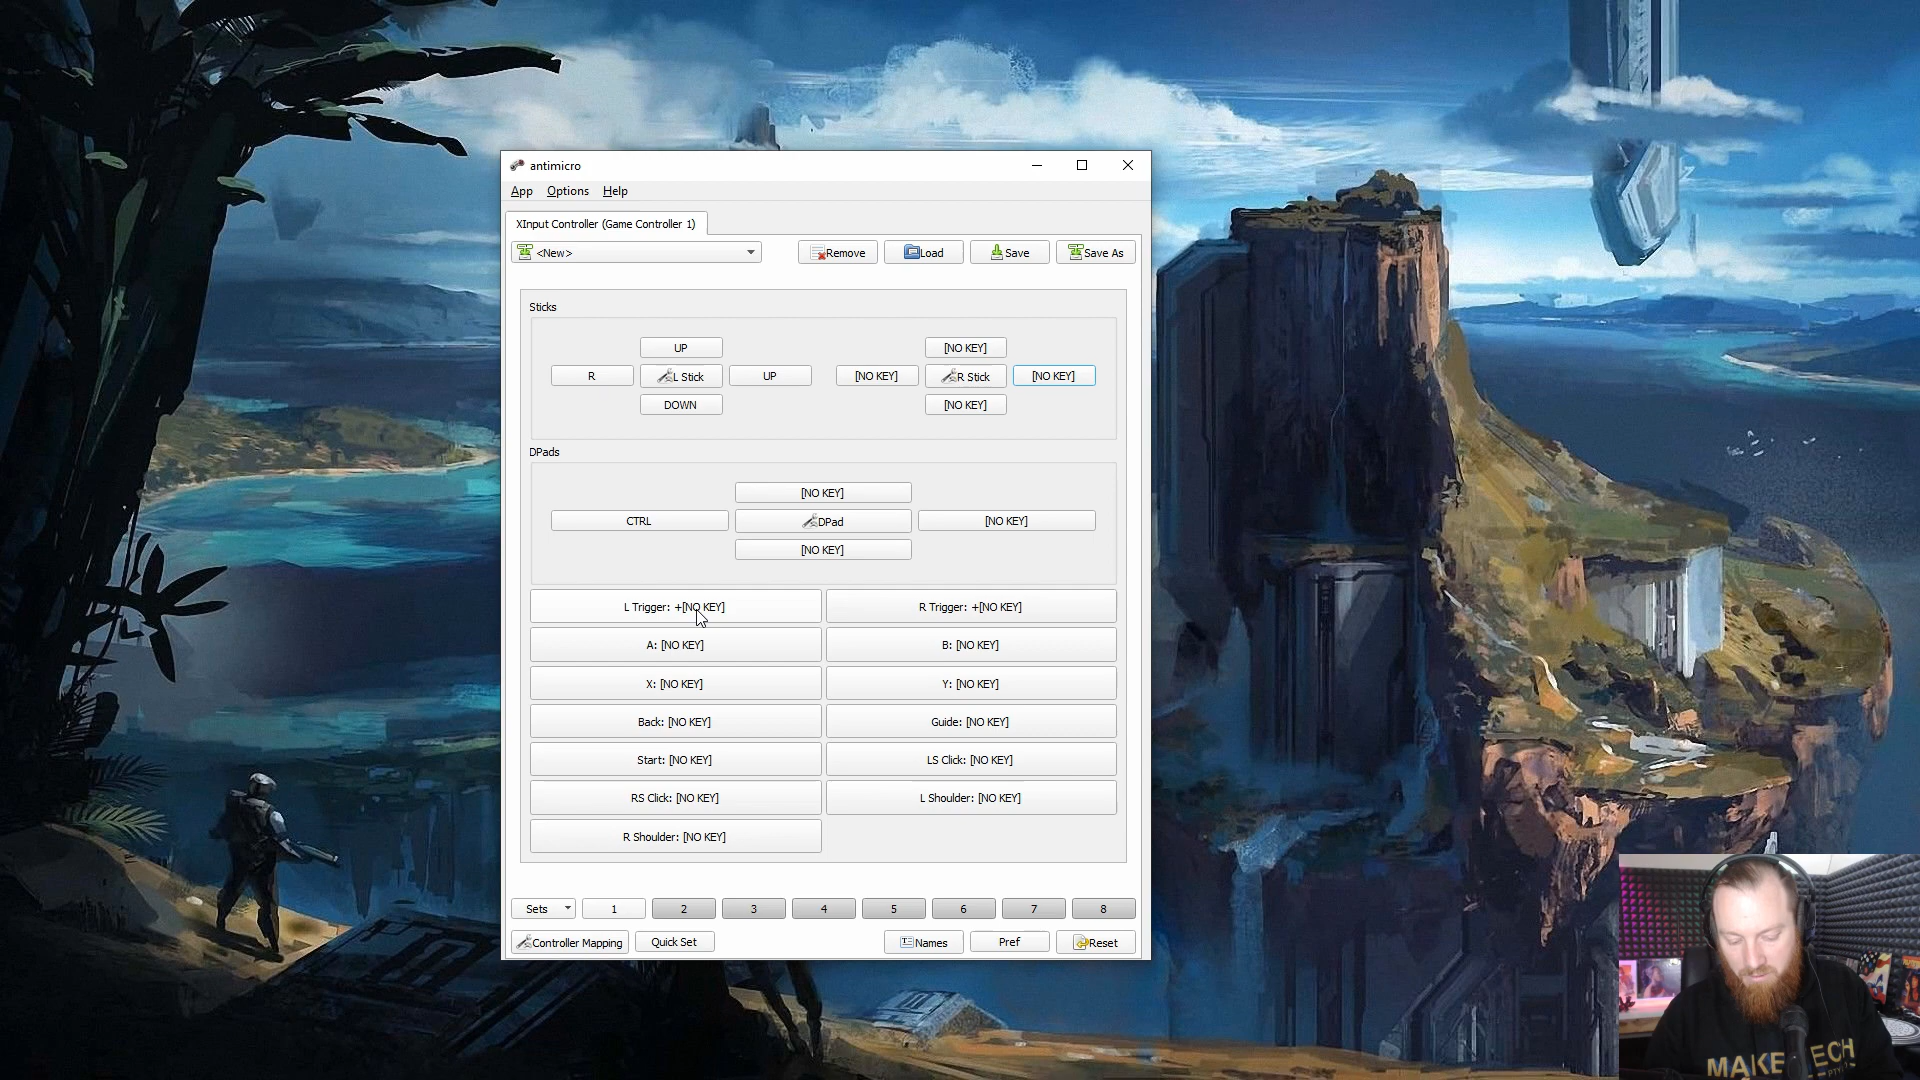 antimicro
App Options Help
XInput Controller (Game Controller 1)
<New> Remove Load Save Save As
Sticks
UP [NO KEY]
R L Stick UP [NO KEY] R Stick [NO KEY]
DOWN [NO KEY]
DPads
[NO KEY]
CTRL DPad [NO KEY]
[NO KEY]
L Trigger: +[NO KEY] R Trigger: +[NO KEY]
A: [NO KEY] B: [NO KEY]
X: [NO KEY] Y: [NO KEY]
Back: [NO KEY] Guide: [NO KEY]
Start: [NO KEY] LS Click: [NO KEY]
RS Click: [NO KEY] L Shoulder: [NO KEY]
R Shoulder: [NO KEY]
Sets 1 2 3 4 5 6 7 8
Controller Mapping Quick Set Names Pref Reset